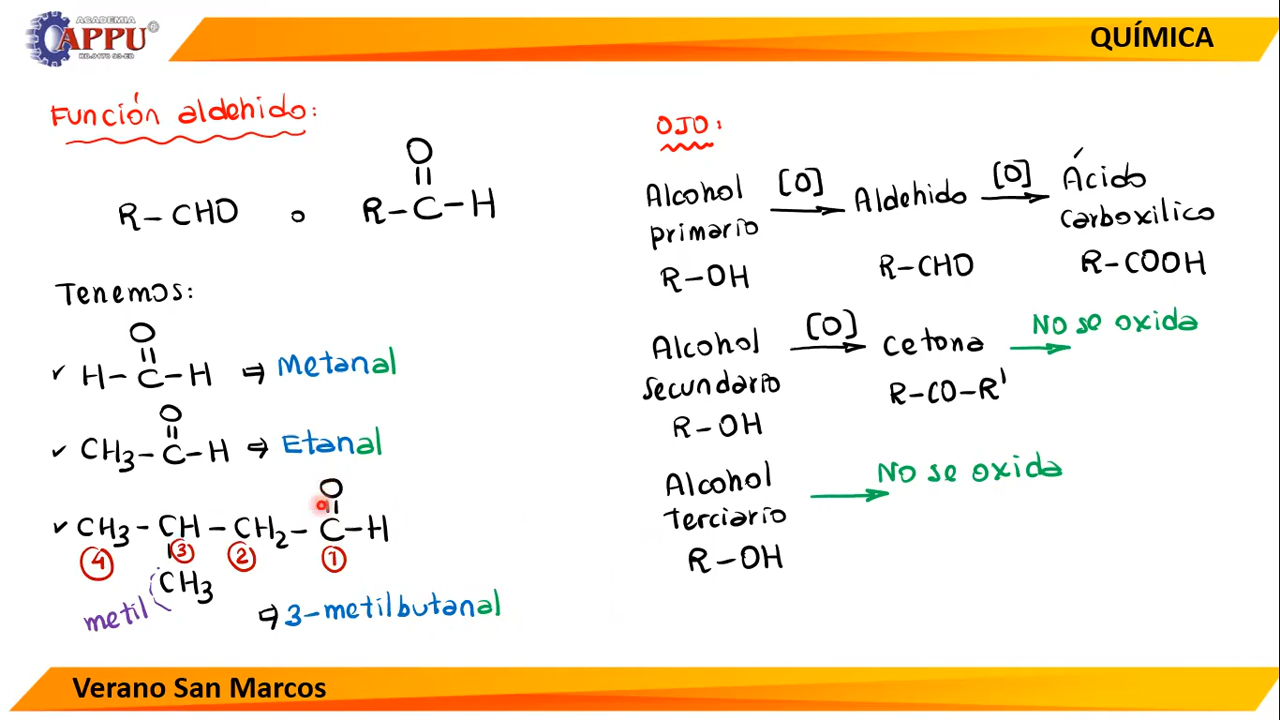 ACADEMIA
APPU®
QUÍMICA
Función aldehido:
R-CHO o R-C-H
O
Tenemos:
O
H-C-H ⇒ Metanal
O
CH3-C-H ⇒ Etanal
O
CH3-CH-CH2-C-H
4 3 2 1
CH3
metil
⇒ 3-metilbutanal
OJO:
Alcohol primario [O] Aldehido [O] Ácido carboxilico
R-OH R-CHO R-COOH
Alcohol secundario [O] Cetona No se oxida
R-OH R-CO-R'
Alcohol terciario No se oxida
R-OH
Verano San Marcos